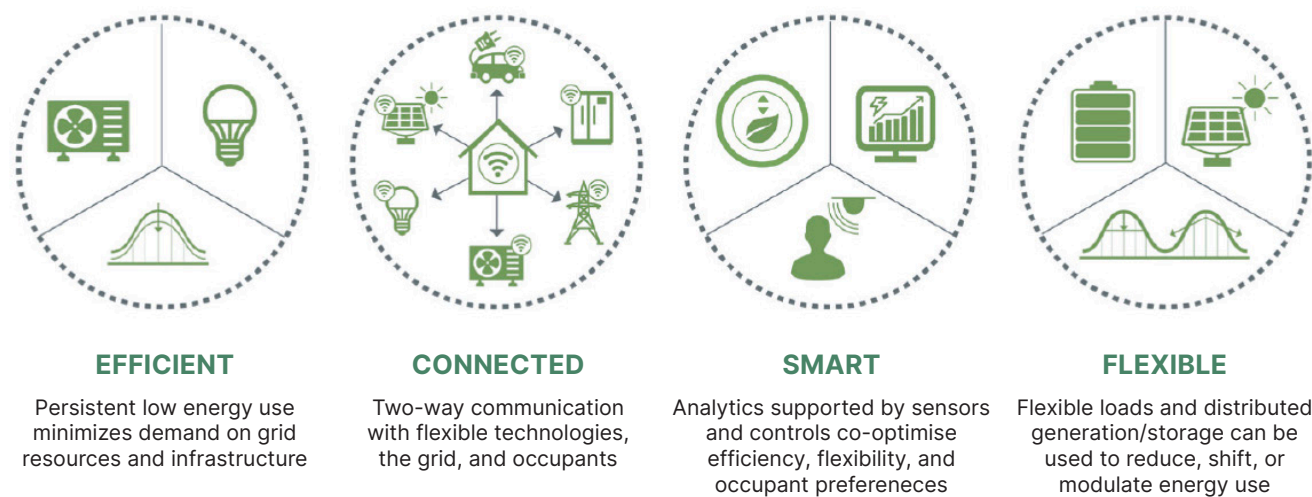 EFFICIENT
Persistent low energy use
minimizes demand on grid
resources and infrastructure
CONNECTED
Two-way communication
with flexible technologies,
the grid, and occupants
SMART
Analytics supported by sensors
and controls co-optimise
efficiency, flexibility, and
occupant prefereneces
FLEXIBLE
Flexible loads and distributed
generation/storage can be
used to reduce, shift, or
modulate energy use